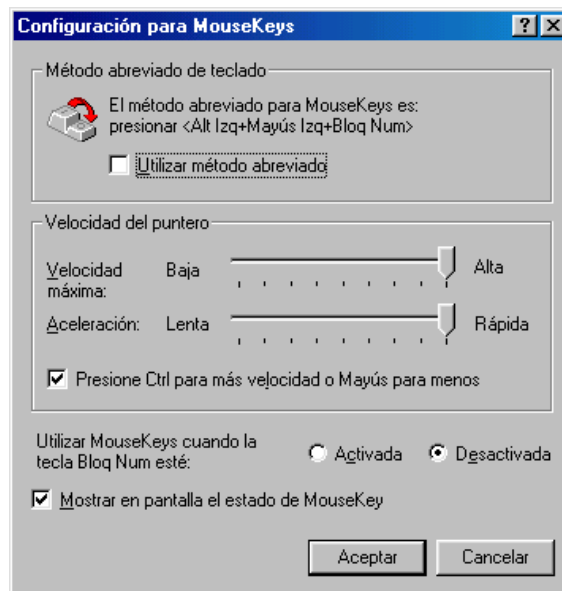 Configuración para MouseKeys
Método abreviado de teclado
El método abreviado para MouseKeys es:
presionar <Alt Izq+Mayús Izq+Bloq Num>
Utilizar método abreviado
Velocidad del puntero
Velocidad máxima: Baja Alta
Aceleración: Lenta Rápida
Presione Ctrl para más velocidad o Mayús para menos
Utilizar MouseKeys cuando la
tecla Bloq Num esté: Activada Desactivada
Mostrar en pantalla el estado de MouseKey
Aceptar Cancelar